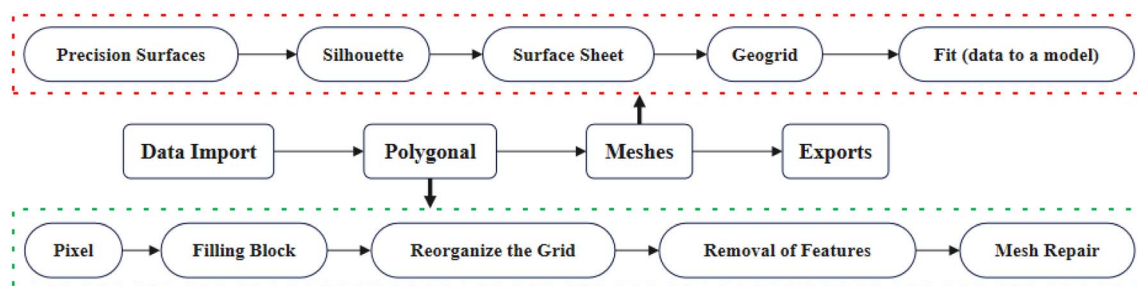 Precision Surfaces
Silhouette
Surface Sheet
Geogrid
Fit (data to a model)
Data Import
Polygonal
Meshes
Exports
Pixel
Filling Block
Reorganize the Grid
Removal of Features
Mesh Repair